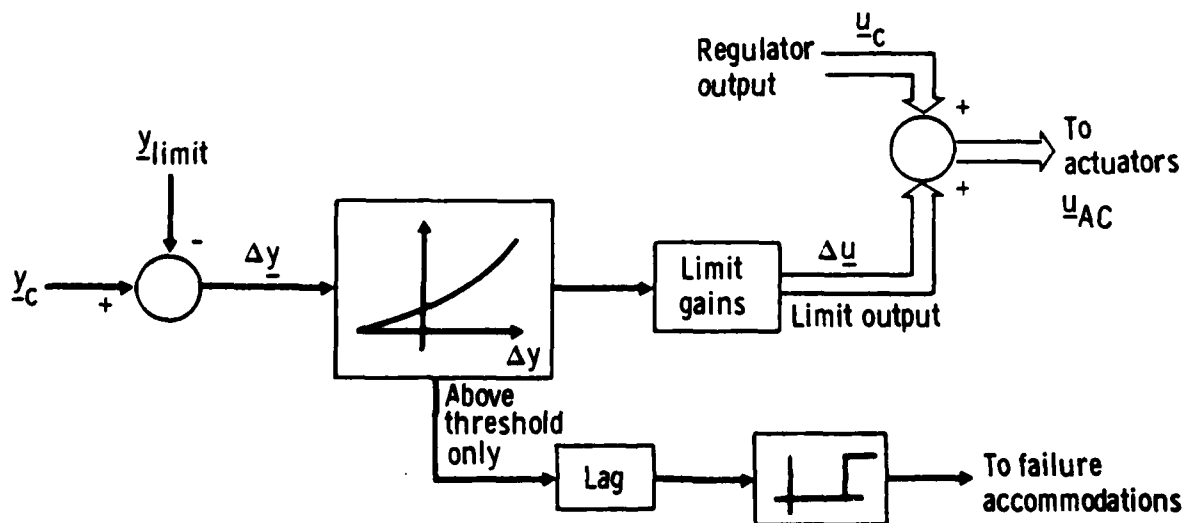 Regulator
output
u_c
+
To
actuators
u_AC
+
y_limit
-
y_c
+
Δy
Δy
Limit
gains
Δu
Limit output
Above
threshold
only
Lag
To failure
accommodations